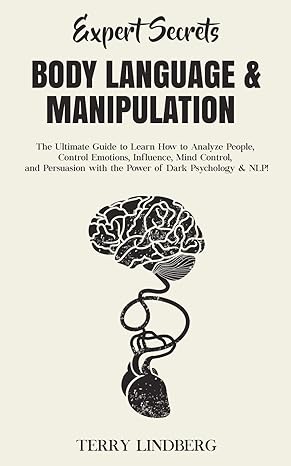 Expert Secrets
BODY LANGUAGE &
MANIPULATION
The Ultimate Guide to Learn How to Analyze People,
Control Emotions, Influence, Mind Control,
and Persuasion with the Power of Dark Psychology & NLP!
TERRY LINDBERG